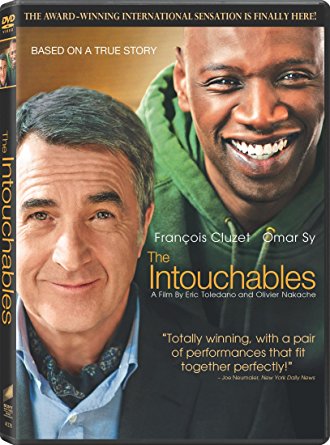 THE AWARD-WINNING INTERNATIONAL SENSATION IS FINALLY HERE!
BASED ON A TRUE STORY
François Cluzet Omar Sy
The
Intouchables
A Film By Eric Toledano and Olivier Nakache
"Totally winning, with a pair
of performances that fit
together perfectly!"
– Joe Neumaier, New York Daily News
DVD
VIDEO
The Intouchables
SONY